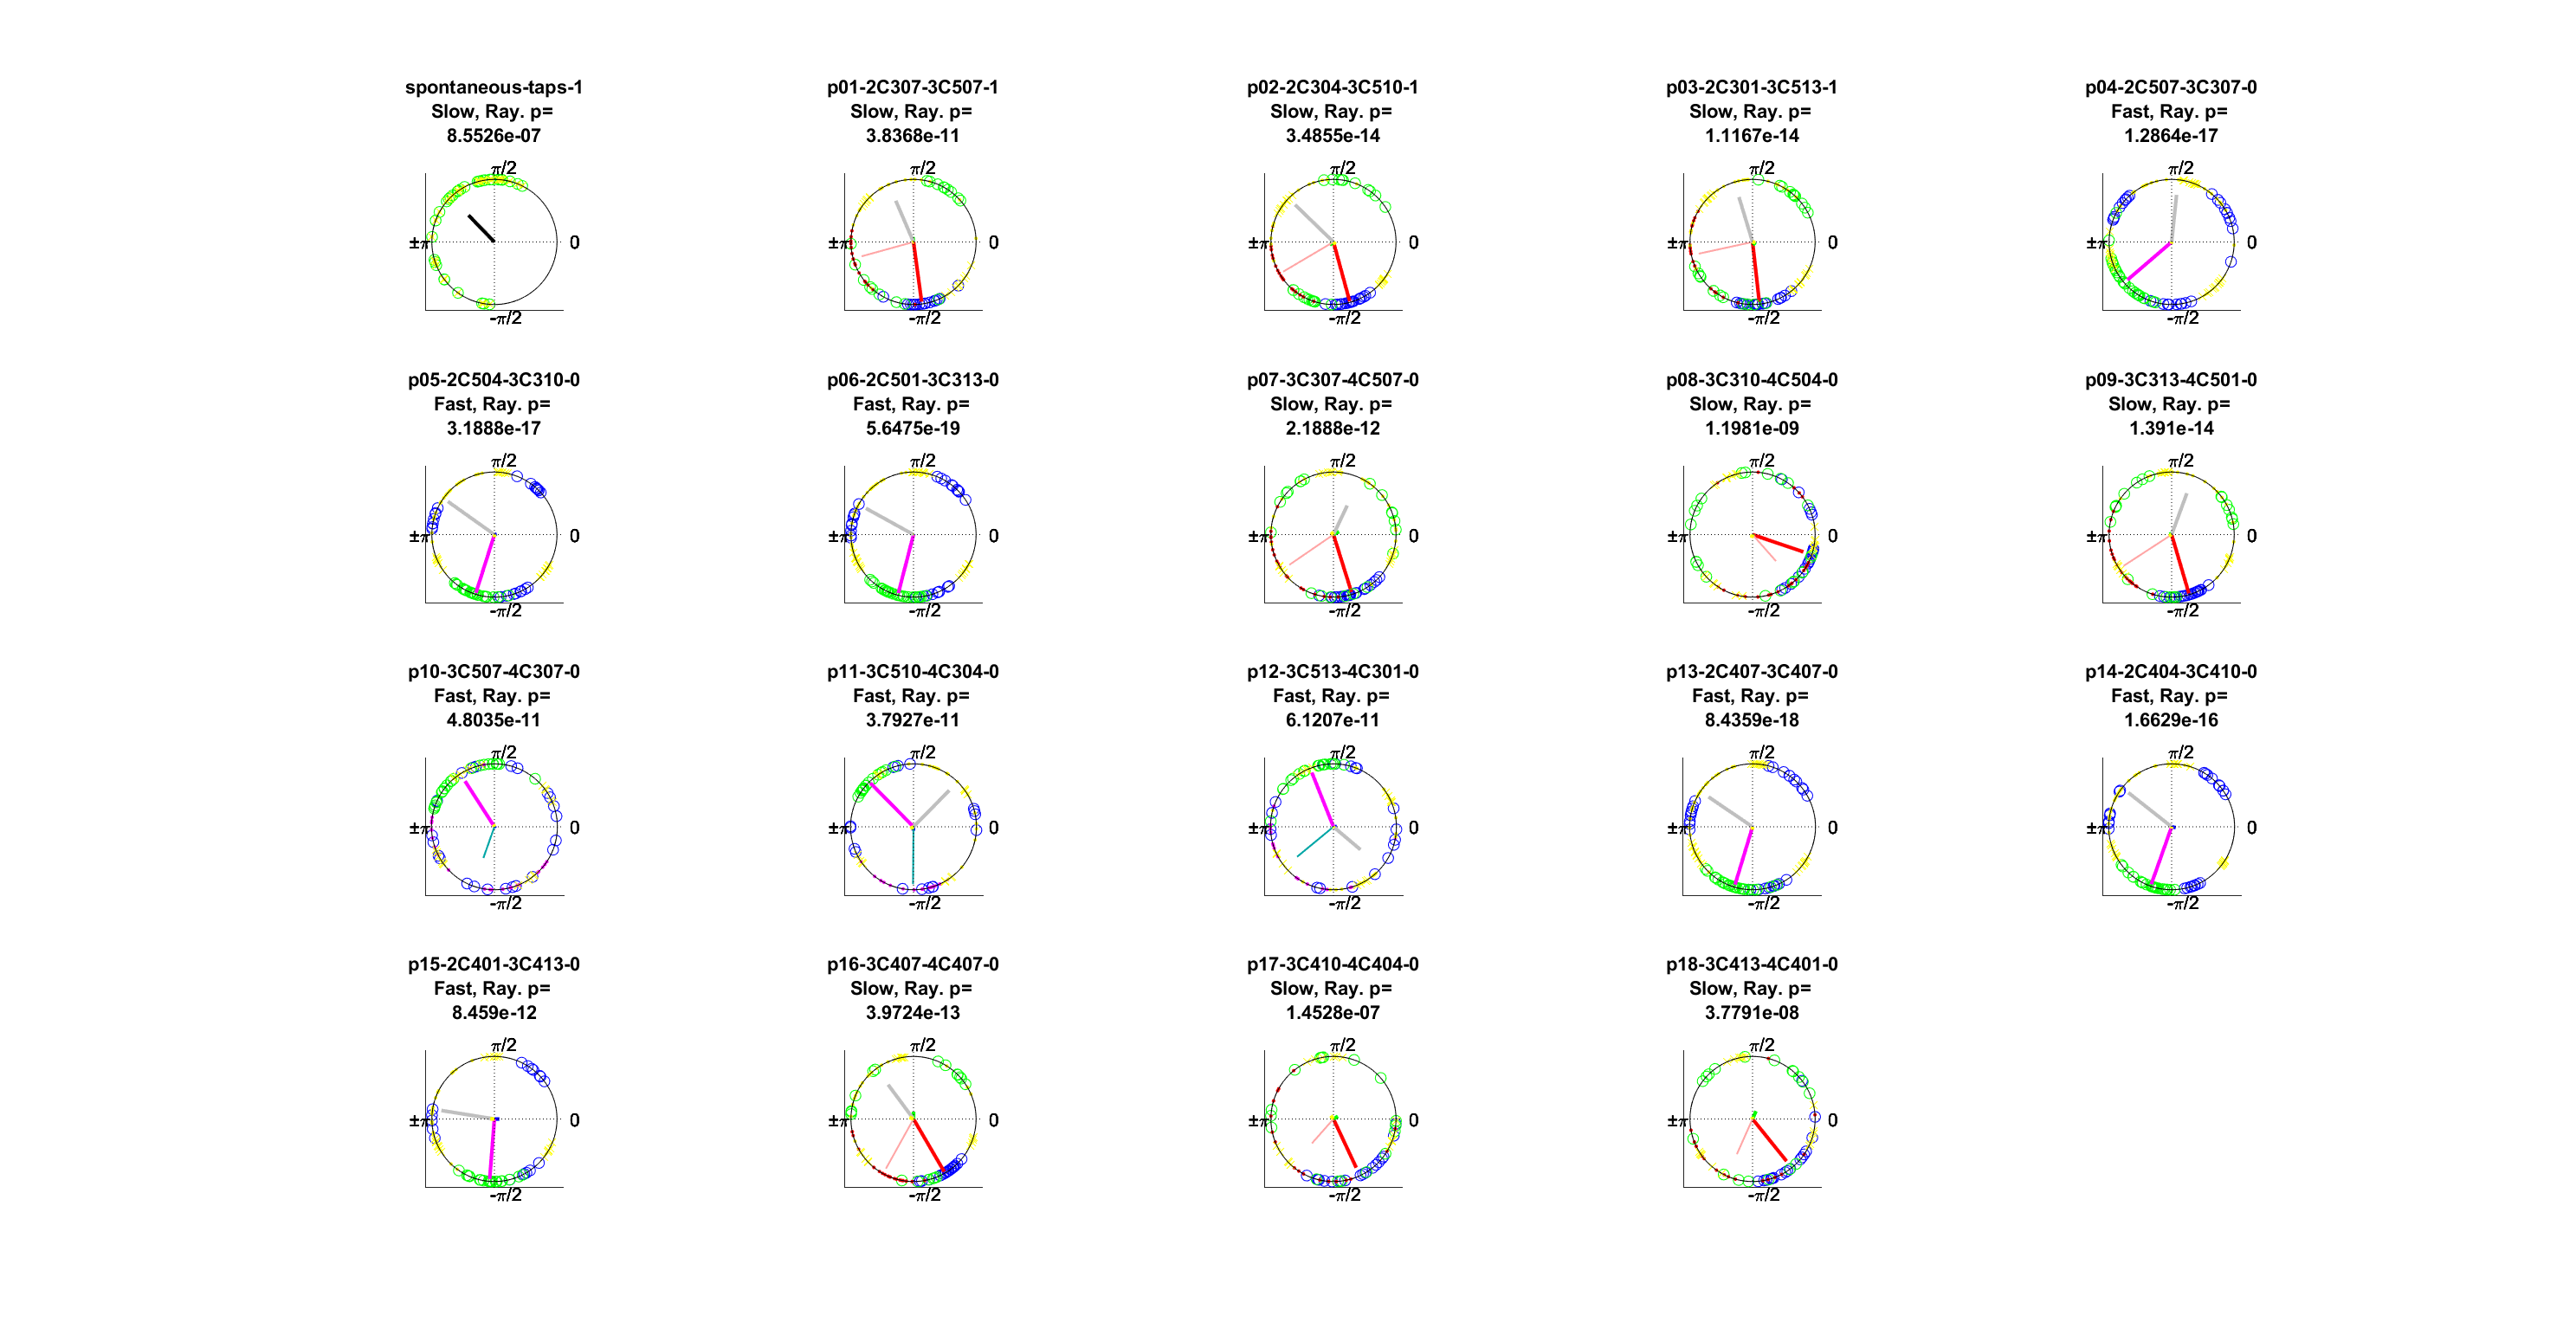 spontaneous-taps-1
Slow, Ray. p=
8.5526e-07
π/2
±π
0
-π/2
p01-2C307-3C507-1
Slow, Ray. p=
3.8368e-11
π/2
±π
0
-π/2
p02-2C304-3C510-1
Slow, Ray. p=
3.4855e-14
π/2
±π
0
-π/2
p03-2C301-3C513-1
Slow, Ray. p=
1.1167e-14
π/2
±π
0
-π/2
p04-2C507-3C307-0
Fast, Ray. p=
1.2864e-17
π/2
±π
0
-π/2
p05-2C504-3C310-0
Fast, Ray. p=
3.1888e-17
π/2
±π
0
-π/2
p06-2C501-3C313-0
Fast, Ray. p=
5.6475e-19
π/2
±π
0
-π/2
p07-3C307-4C507-0
Slow, Ray. p=
2.1888e-12
π/2
±π
0
-π/2
p08-3C310-4C504-0
Slow, Ray. p=
1.1981e-09
π/2
±π
0
-π/2
p09-3C313-4C501-0
Slow, Ray. p=
1.391e-14
π/2
±π
0
-π/2
p10-3C507-4C307-0
Fast, Ray. p=
4.8035e-11
π/2
±π
0
-π/2
p11-3C510-4C304-0
Fast, Ray. p=
3.7927e-11
π/2
±π
0
-π/2
p12-3C513-4C301-0
Fast, Ray. p=
6.1207e-11
π/2
±π
0
-π/2
p13-2C407-3C407-0
Fast, Ray. p=
8.4359e-18
π/2
±π
0
-π/2
p14-2C404-3C410-0
Fast, Ray. p=
1.6629e-16
π/2
±π
0
-π/2
p15-2C401-3C413-0
Fast, Ray. p=
8.459e-12
π/2
±π
0
-π/2
p16-3C407-4C407-0
Slow, Ray. p=
3.9724e-13
π/2
±π
0
-π/2
p17-3C410-4C404-0
Slow, Ray. p=
1.4528e-07
π/2
±π
0
-π/2
p18-3C413-4C401-0
Slow, Ray. p=
3.7791e-08
π/2
±π
0
-π/2